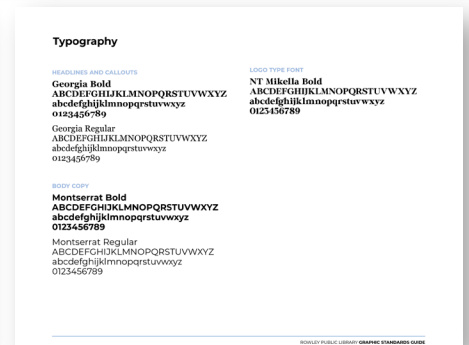 Typography
HEADLINES AND CALLOUTS
Georgia Bold
ABCDEFGHIJKLMNOPQRSTUVWXYZ
abcdefghijklmnopqrstuvwxyz
0123456789
Georgia Regular
ABCDEFGHIJKLMNOPQRSTUVWXYZ
abcdefghijklmnopqrstuvwxyz
0123456789
BODY COPY
Montserrat Bold
ABCDEFGHIJKLMNOPQRSTUVWXYZ
abcdefghijklmnopqrstuvwxyz
0123456789
Montserrat Regular
ABCDEFGHIJKLMNOPQRSTUVWXYZ
abcdefghijklmnopqrstuvwxyz
0123456789
LOGO TYPE FONT
NT Mikella Bold
ABCDEFGHIJKLMNOPQRSTUVWXYZ
abcdefghijklmnopqrstuvwxyz
0123456789
ROWLEY PUBLIC LIBRARY GRAPHIC STANDARDS GUIDE